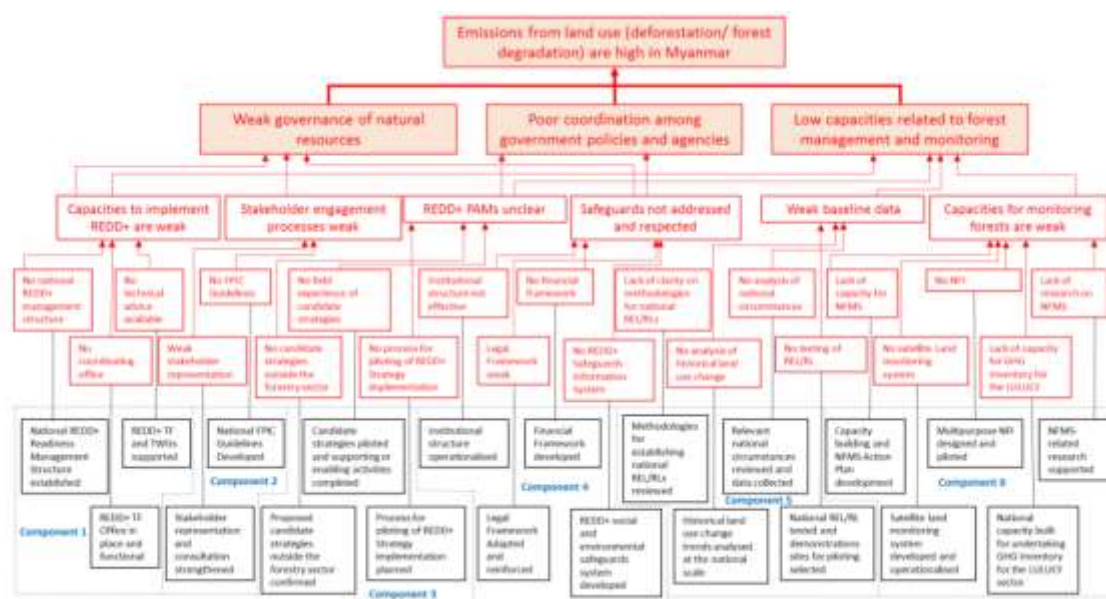 Emissions from land use (deforestation/ forest
degradation) are high in Myanmar
Weak governance of natural
resources
Poor coordination among
government policies and agencies
Low capacities related to forest
management and monitoring
Capacities to implement
REDD+ are weak
Stakeholder engagement
processes weak
REDD+ PAMs unclear
Safeguards not addressed
and respected
Weak baseline data
Capacities for monitoring
forests are weak
No national
REDD+
management
structure
No
technical
advice
available
No FPIC
Guidelines
No field
experience of
candidate
strategies
Institutional
structure not
effective
No financial
framework
Lack of clarity on
methodologies
for national
REL/RLs
No analysis of
national
circumstances
Lack of
capacity for
NFMS
No NFI
Lack of
research on
NFMS
No
coordinating
office
Weak
stakeholder
representation
No candidate
strategies
outside the
forestry sector
No process for
piloting of REDD+
Strategy
implementation
Legal
Framework
weak
No REDD+
Safeguards
Information
system
No analysis of
historical land
use change
No testing of
REL/RL
No satellite Land
monitoring
system
Lack of capacity
for GHG
Inventory
for the LULUCF
National REDD+
Readiness
Management
Structure
established
REDD+ TF
and TWGs
supported
National FPIC
Guidelines
Developed
Candidate
strategies piloted
and supporting or
enabling activities
completed
Institutional
structure
operationalised
Financial
Framework
developed
Methodologies
for
establishing
national
REL/RLs
reviewed
Relevant
national
circumstances
reviewed and
data collected
Capacity
building and
NFMS Action
Plan
development
Multipurpose NFI
designed and
piloted
NFMS-
related
research
supported
Component 1
Component 2
Component 4
Component 5
Component 6
REDD+ TF
Office in
place and
functional
Stakeholder
representation
and
consultation
strengthened
Proposed
candidate
strategies
outside the
forestry sector
confirmed
Process for
piloting of REDD+
Strategy
implementation
planned
Legal
Framework
Adapted
and
reinforced
REDD+ social
and
environmental
safeguards
system
developed
Historical land
use change
trends analysed
at the national
scale
National REL/RL
tested and
demonstrations
sites for piloting
selected
Satellite land
monitoring
system
developed and
operationalised
National
capacity built
for undertaking
GHG Inventory
for the LULUCF
sector
Component 3